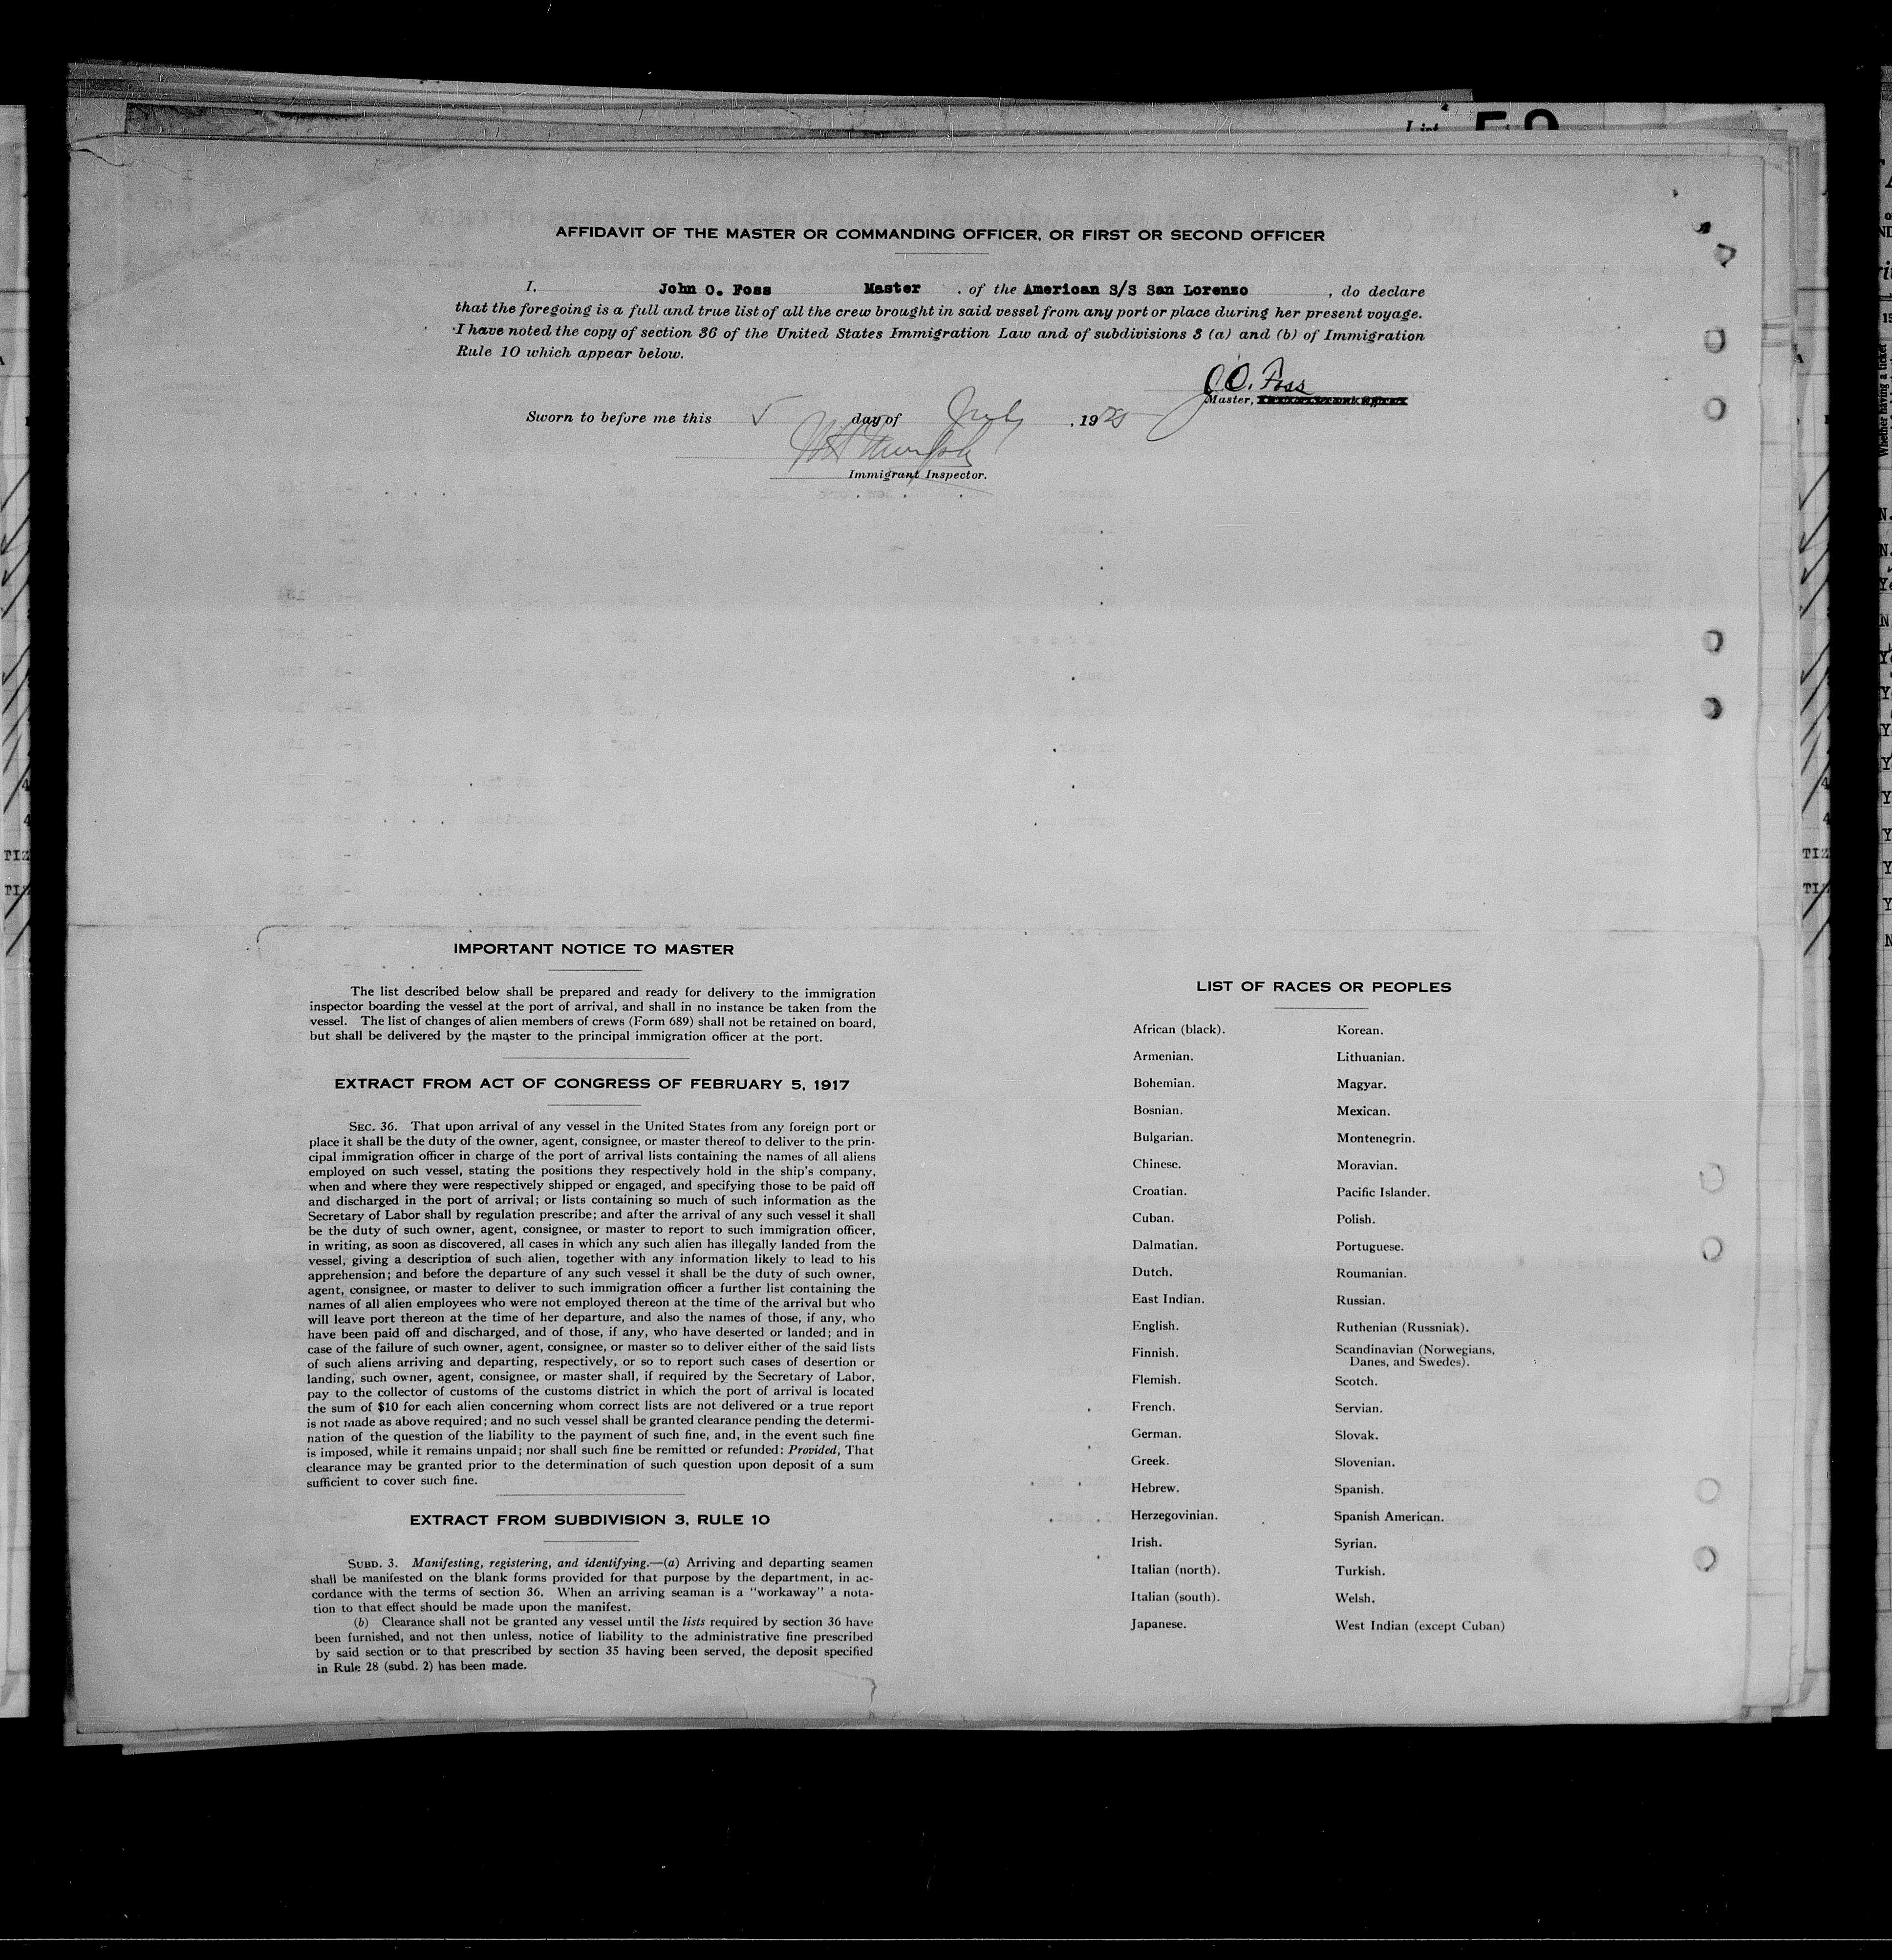 List 58
AFFIDAVIT OF THE MASTER OR COMMANDING OFFICER, OR FIRST OR SECOND OFFICER
I, John O. Foss Master , of the American S/S San Lorenzo , do declare
that the foregoing is a full and true list of all the crew brought in said vessel from any port or place during her present voyage.
I have noted the copy of section 36 of the United States Immigration Law and of subdivisions 3 (a) and (b) of Immigration
Rule 10 which appear below.
J.O. Foss
Master,
Sworn to before me this 5 day of July , 19
Immigrant Inspector.
IMPORTANT NOTICE TO MASTER
The list described below shall be prepared and ready for delivery to the immigration
inspector boarding the vessel at the port of arrival, and shall in no instance be taken from the
vessel. The list of changes of alien members of crews (Form 689) shall not be retained on board,
but shall be delivered by the master to the principal immigration officer at the port.
EXTRACT FROM ACT OF CONGRESS OF FEBRUARY 5, 1917
SEC. 36. That upon arrival of any vessel in the United States from any foreign port or
place it shall be the duty of the owner, agent, consignee, or master thereof to deliver to the prin-
cipal immigration officer in charge of the port of arrival lists containing the names of all aliens
employed on such vessel, stating the positions they respectively hold in the ship's company,
when and where they were respectively shipped or engaged, and specifying those to be paid off
and discharged in the port of arrival; or lists containing so much of such information as the
Secretary of Labor shall by regulation prescribe; and after the arrival of any such vessel it shall
be the duty of such owner, agent, consignee, or master to report to such immigration officer,
in writing, as soon as discovered, all cases in which any such alien has illegally landed from the
vessel, giving a description of such alien, together with any information likely to lead to his
apprehension; and before the departure of any such vessel it shall be the duty of such owner,
agent, consignee, or master to deliver to such immigration officer a further list containing the
names of all alien employees who were not employed thereon at the time of the arrival but who
will leave port thereon at the time of her departure, and also the names of those, if any, who
have been paid off and discharged, and of those, if any, who have deserted or landed; and in
case of the failure of such owner, agent, consignee, or master so to deliver either of the said lists
of such aliens arriving and departing, respectively, or so to report such cases of desertion or
landing, such owner, agent, consignee, or master shall, if required by the Secretary of Labor,
pay to the collector of customs of the customs district in which the port of arrival is located
the sum of $10 for each alien concerning whom correct lists are not delivered or a true report
is not made as above required; and no such vessel shall be granted clearance pending the determi-
nation of the question of the liability to the payment of such fine, and, in the event such fine
is imposed, while it remains unpaid; nor shall such fine be remitted or refunded: Provided, That
clearance may be granted prior to the determination of such question upon deposit of a sum
sufficient to cover such fine.
EXTRACT FROM SUBDIVISION 3, RULE 10
SUBD. 3. Manifesting, registering, and identifying.—(a) Arriving and departing seamen
shall be manifested on the blank forms provided for that purpose by the department, in ac-
cordance with the terms of section 36. When an arriving seaman is a "workaway" a nota-
tion to that effect should be made upon the manifest.
(b) Clearance shall not be granted any vessel until the lists required by section 36 have
been furnished, and not then unless, notice of liability to the administrative fine prescribed
by said section or to that prescribed by section 35 having been served, the deposit specified
in Rule 28 (subd. 2) has been made.
LIST OF RACES OR PEOPLES
African (black).
Armenian.
Bohemian.
Bosnian.
Bulgarian.
Chinese.
Croatian.
Cuban.
Dalmatian.
Dutch.
East Indian.
English.
Finnish.
Flemish.
French.
German.
Greek.
Hebrew.
Herzegovinian.
Irish.
Italian (north).
Italian (south).
Japanese.
Korean.
Lithuanian.
Magyar.
Mexican.
Montenegrin.
Moravian.
Pacific Islander.
Polish.
Portuguese.
Roumanian.
Russian.
Ruthenian (Russniak).
Scandinavian (Norwegians,
Danes, and Swedes).
Scotch.
Servian.
Slovak.
Slovenian.
Spanish.
Spanish American.
Syrian.
Turkish.
Welsh.
West Indian (except Cuban)